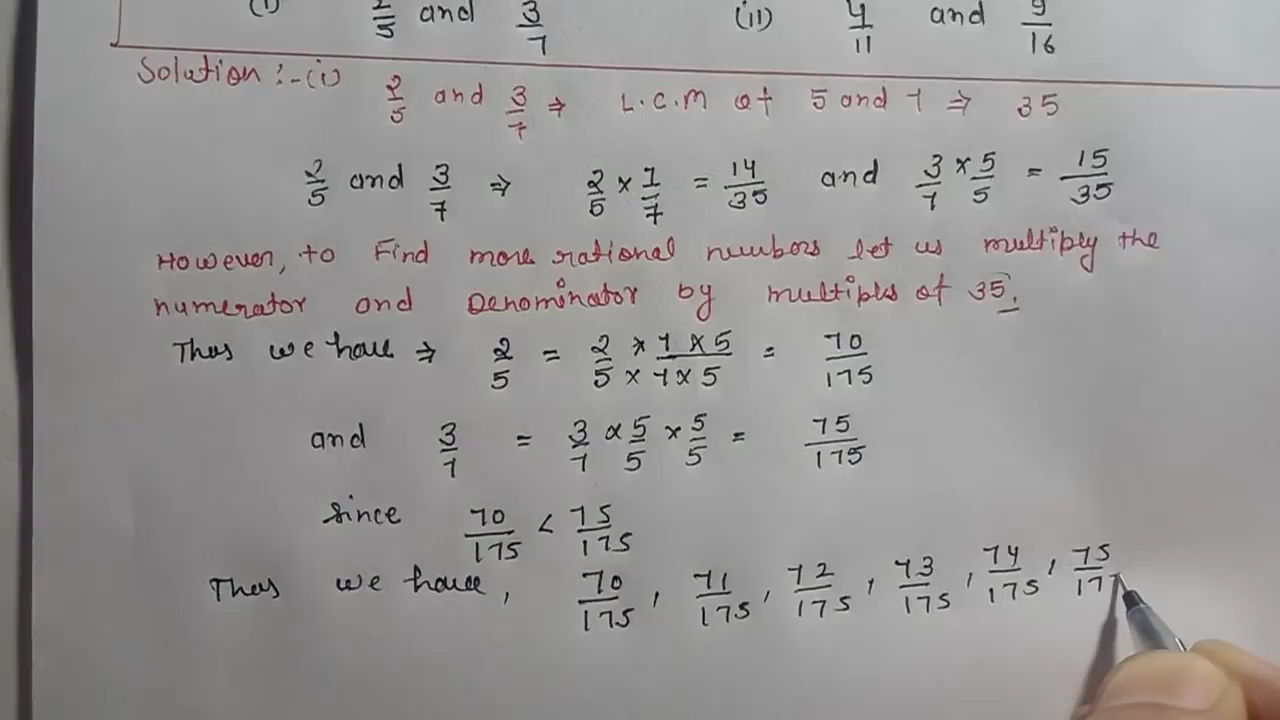 (i) 2/5 and 3/7 (ii) 4/11 and 9/16
Solution :- (i) 2/5 and 3/7 ⇒ L.C.M of 5 and 7 ⇒ 35
2/5 and 3/7 ⇒ 2/5 × 7/7 = 14/35 and 3/7 × 5/5 = 15/35
However, to Find more rational numbers let us multiply the
numerator and Denominator by multiples of 35.
Thus we have ⇒ 2/5 = 2 × 7 × 5/5 × 7 × 5 = 70/175
and 3/7 = 3/7 × 5/5 × 5/5 = 75/175
since 70/175 < 75/175
Thus we have, 70/175, 71/175, 72/175, 73/175, 74/175, 75/17